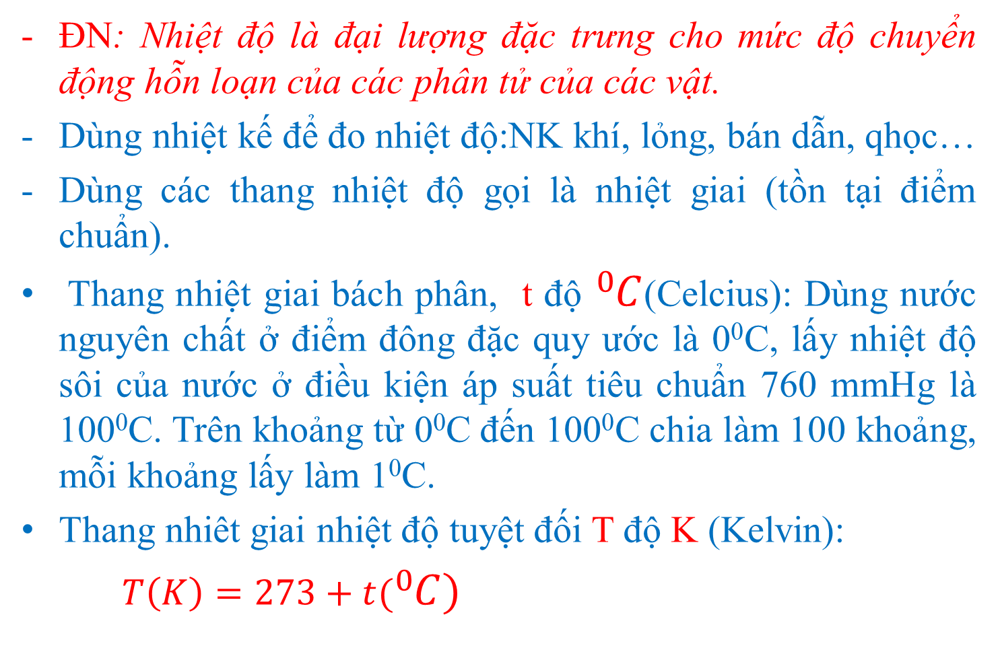 - ĐN: Nhiệt độ là đại lượng đặc trưng cho mức độ chuyển
động hỗn loạn của các phân tử của các vật.
- Dùng nhiệt kế để đo nhiệt độ:NK khí, lỏng, bán dẫn, qhọc…
- Dùng các thang nhiệt độ gọi là nhiệt giai (tồn tại điểm
chuẩn).
• Thang nhiệt giai bách phân, t độ ⁰C(Celcius): Dùng nước
nguyên chất ở điểm đông đặc quy ước là 0⁰C, lấy nhiệt độ
sôi của nước ở điều kiện áp suất tiêu chuẩn 760 mmHg là
100⁰C. Trên khoảng từ 0⁰C đến 100⁰C chia làm 100 khoảng,
mỗi khoảng lấy làm 1⁰C.
• Thang nhiêt giai nhiệt độ tuyệt đối T độ K (Kelvin):
T(K) = 273 + t(⁰C)